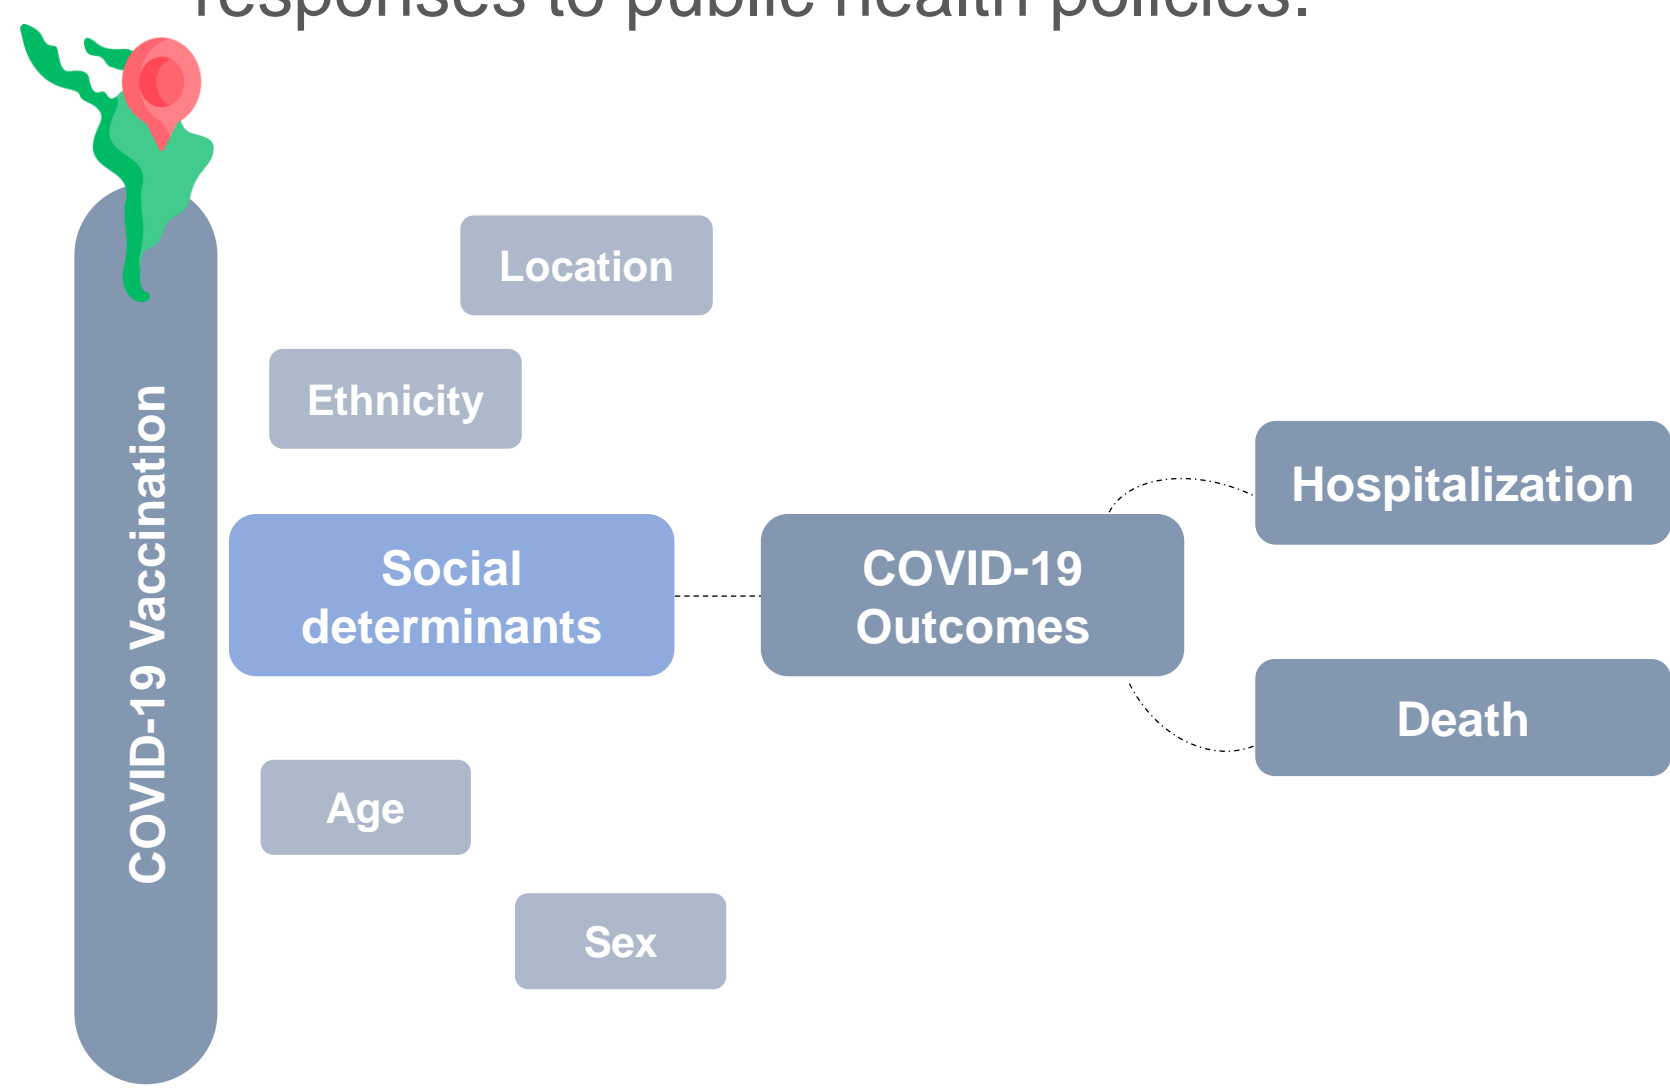 responses to public health policies.
COVID-19 Vaccination
Location
Ethnicity
Social
determinants
Age
Sex
COVID-19
Outcomes
Hospitalization
Death